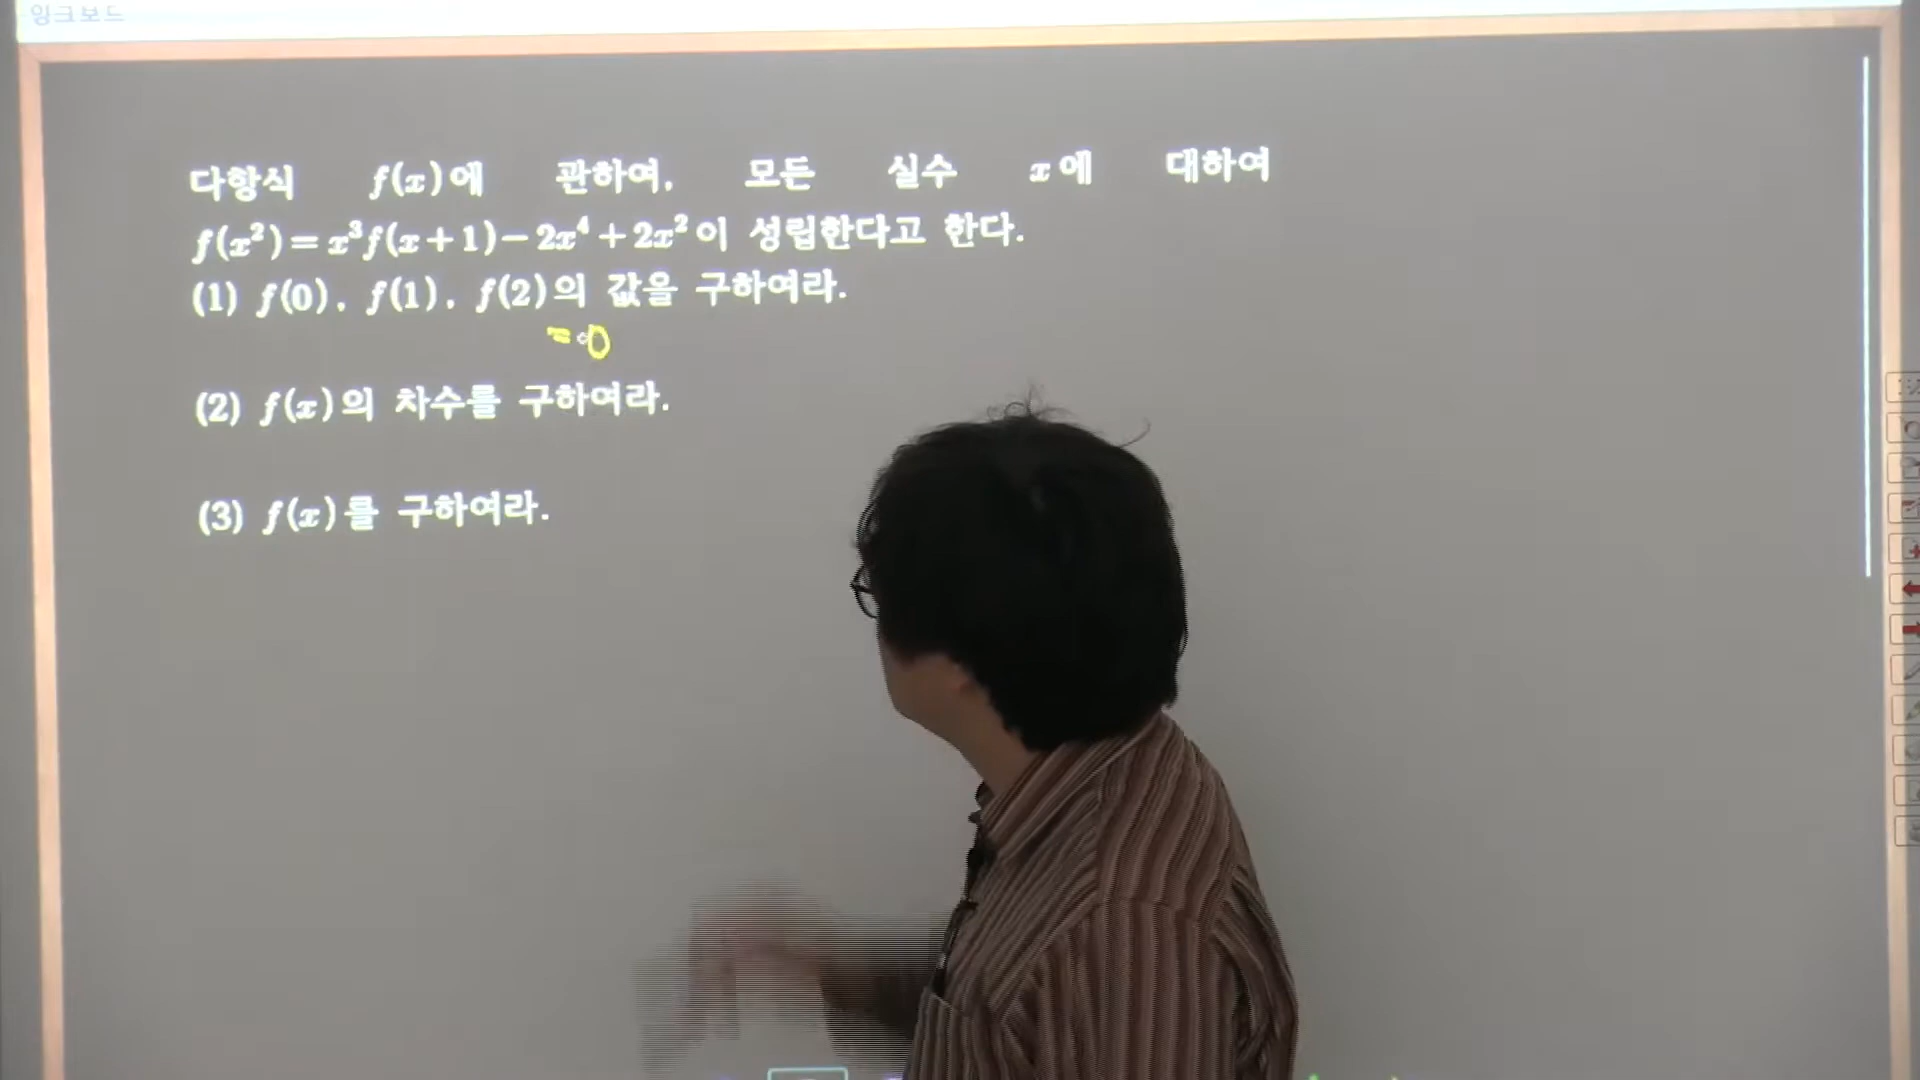 잉크보드
다항식 f(x)에 관하여, 모든 실수 x에 대하여
f(x²)=x³f(x+1)-2x⁴+2x²이 성립한다고 한다.
(1) f(0), f(1), f(2)의 값을 구하여라.
=0
(2) f(x)의 차수를 구하여라.
(3) f(x)를 구하여라.